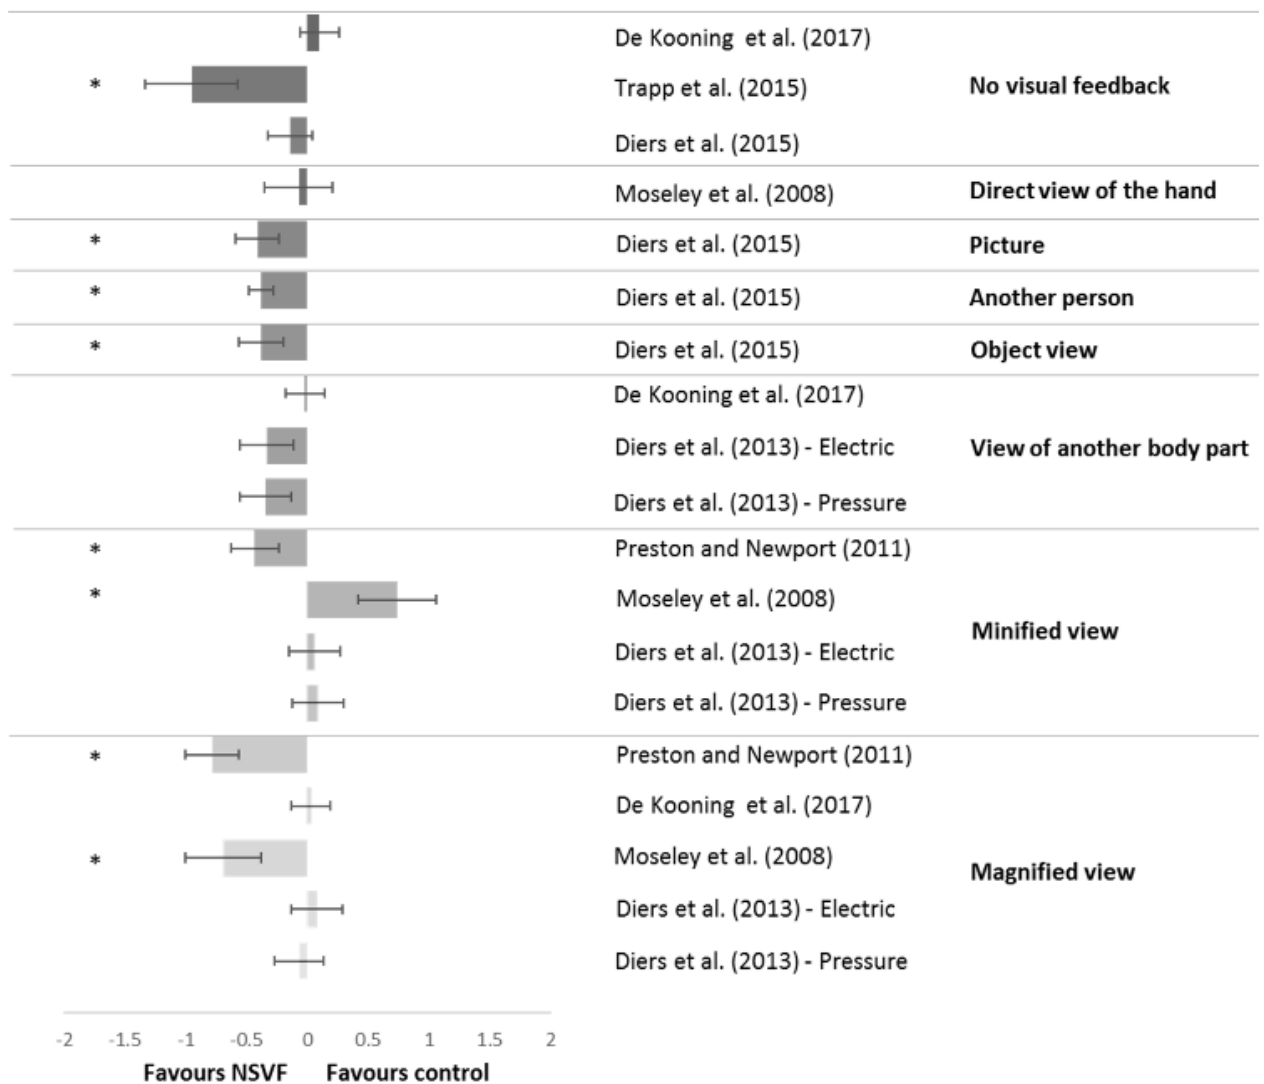 De Kooning et al. (2017)
* Trapp et al. (2015) No visual feedback
Diers et al. (2015)
Moseley et al. (2008) Direct view of the hand
* Diers et al. (2015) Picture
* Diers et al. (2015) Another person
* Diers et al. (2015) Object view
De Kooning et al. (2017)
Diers et al. (2013) - Electric View of another body part
Diers et al. (2013) - Pressure
* Preston and Newport (2011)
* Moseley et al. (2008)
Minified view
Diers et al. (2013) - Electric
Diers et al. (2013) - Pressure
* Preston and Newport (2011)
De Kooning et al. (2017)
* Moseley et al. (2008)
Magnified view
Diers et al. (2013) - Electric
Diers et al. (2013) - Pressure
-2 -1.5 -1 -0.5 0 0.5 1 1.5 2
Favours NSVF Favours control